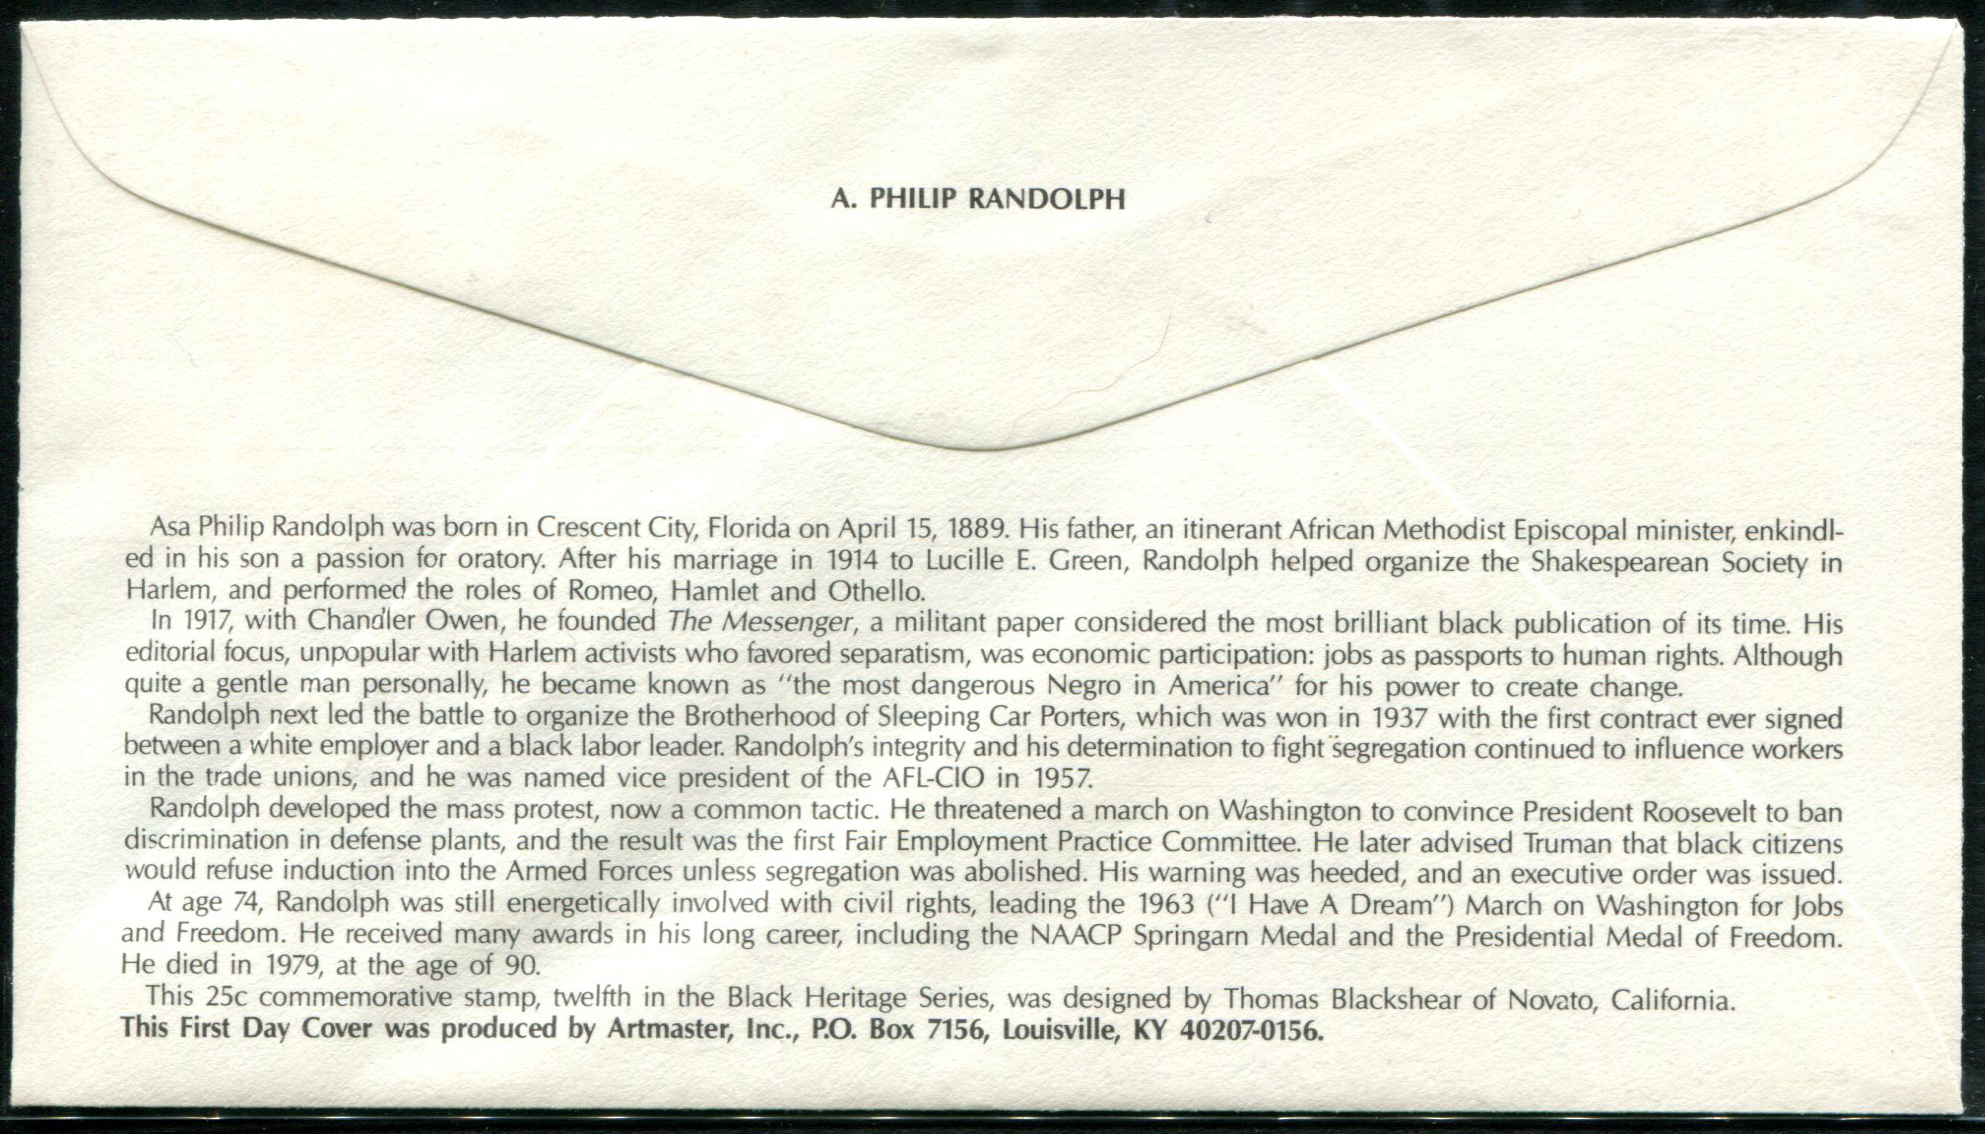 A. PHILIP RANDOLPH
Asa Philip Randolph was born in Crescent City, Florida on April 15, 1889. His father, an itinerant African Methodist Episcopal minister, enkindl-
ed in his son a passion for oratory. After his marriage in 1914 to Lucille E. Green, Randolph helped organize the Shakespearean Society in
Harlem, and performed the roles of Romeo, Hamlet and Othello.
In 1917, with Chandler Owen, he founded The Messenger, a militant paper considered the most brilliant black publication of its time. His
editorial focus, unpopular with Harlem activists who favored separatism, was economic participation: jobs as passports to human rights. Although
quite a gentle man personally, he became known as "the most dangerous Negro in America" for his power to create change.
Randolph next led the battle to organize the Brotherhood of Sleeping Car Porters, which was won in 1937 with the first contract ever signed
between a white employer and a black labor leader. Randolph's integrity and his determination to fight segregation continued to influence workers
in the trade unions, and he was named vice president of the AFL-CIO in 1957.
Randolph developed the mass protest, now a common tactic. He threatened a march on Washington to convince President Roosevelt to ban
discrimination in defense plants, and the result was the first Fair Employment Practice Committee. He later advised Truman that black citizens
would refuse induction into the Armed Forces unless segregation was abolished. His warning was heeded, and an executive order was issued.
At age 74, Randolph was still energetically involved with civil rights, leading the 1963 ("I Have A Dream") March on Washington for Jobs
and Freedom. He received many awards in his long career, including the NAACP Springarn Medal and the Presidential Medal of Freedom.
He died in 1979, at the age of 90.
This 25c commemorative stamp, twelfth in the Black Heritage Series, was designed by Thomas Blackshear of Novato, California.
This First Day Cover was produced by Artmaster, Inc., P.O. Box 7156, Louisville, KY 40207-0156.